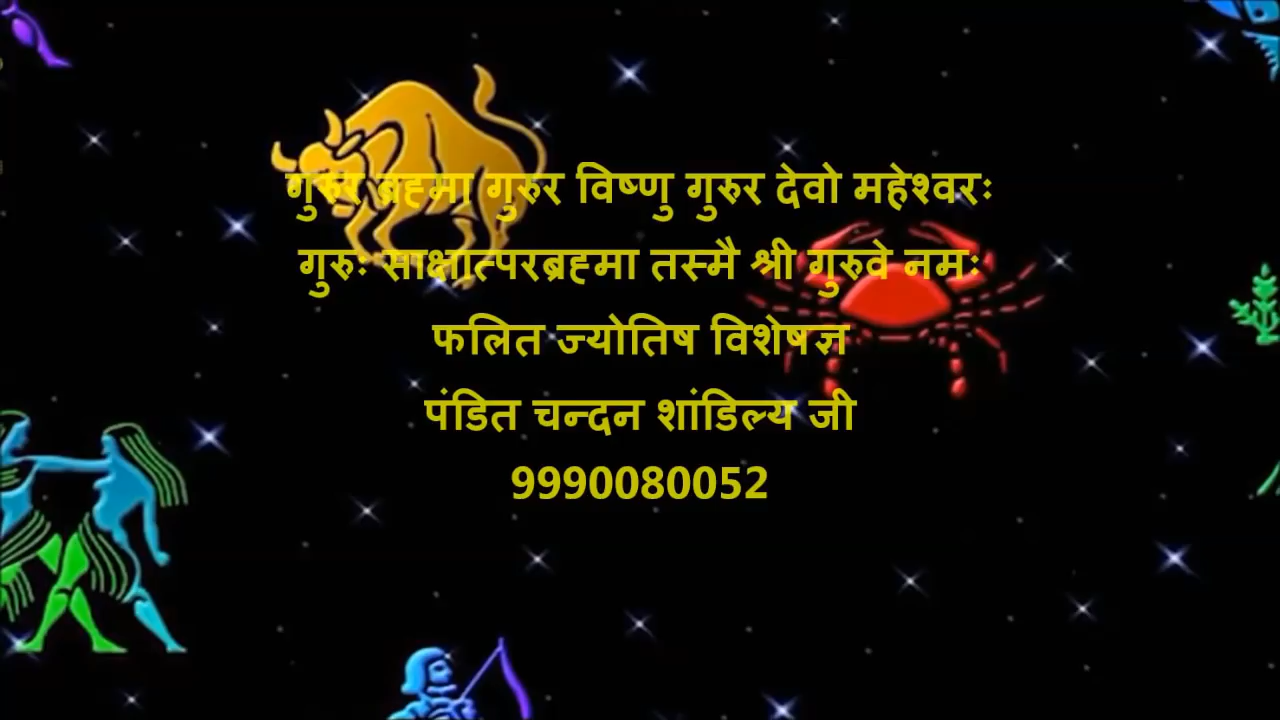 गुरुर ब्रह्मा गुरुर विष्णु गुरुर देवो महेश्वरः
गुरुः साक्षात्परब्रह्मा तस्मै श्री गुरुवे नमः
फलित ज्योतिष विशेषज्ञ
पंडित चन्दन शांडिल्य जी
9990080052